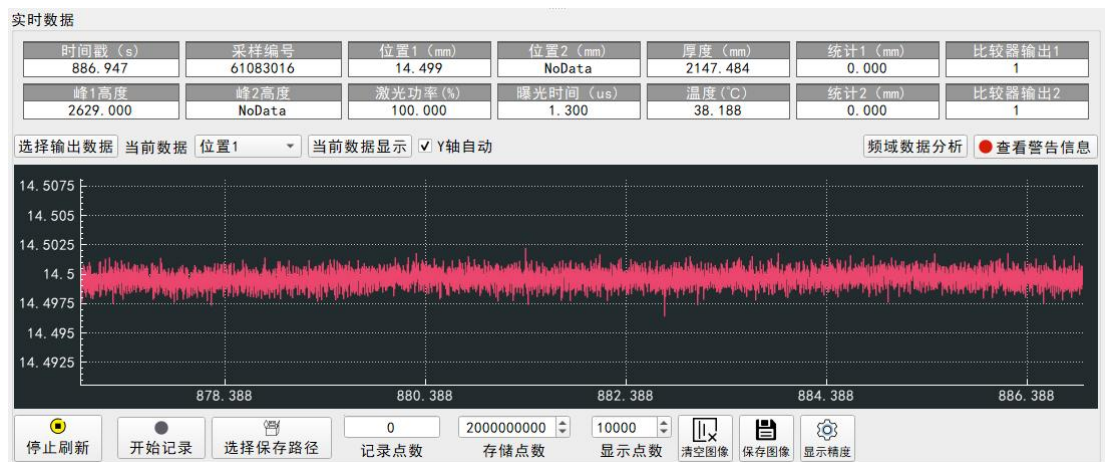 实时数据
时间戳 (s) 采样编号 位置1 (mm) 位置2 (mm) 厚度 (mm) 统计1 (mm) 比较器输出1
886.947 61083016 14.499 NoData 2147.484 0.000 1
峰1高度 峰2高度 激光功率(%) 曝光时间 (us) 温度(℃) 统计2 (mm) 比较器输出2
2629.000 NoData 100.000 1.300 38.188 0.000 1
选择输出数据 当前数据 位置1 当前数据显示 Y轴自动 频域数据分析 查看警告信息
14.5075
14.505
14.5025
14.5
14.4975
14.495
14.4925
878.388 880.388 882.388 884.388 886.388
停止刷新 开始记录 选择保存路径 0 2000000000 10000 清空图像 保存图像 显示精度
记录点数 存储点数 显示点数